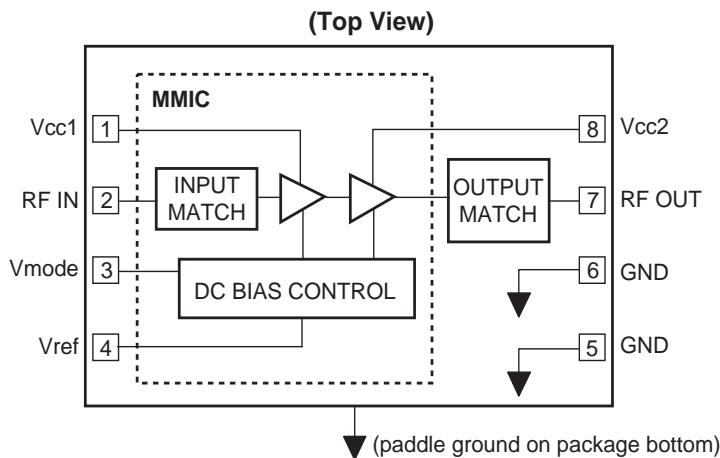 (Top View)
MMIC
Vcc1 1
8 Vcc2
RF IN 2
INPUT
MATCH
OUTPUT
MATCH
7 RF OUT
Vmode 3
DC BIAS CONTROL
6 GND
Vref 4
5 GND
(paddle ground on package bottom)